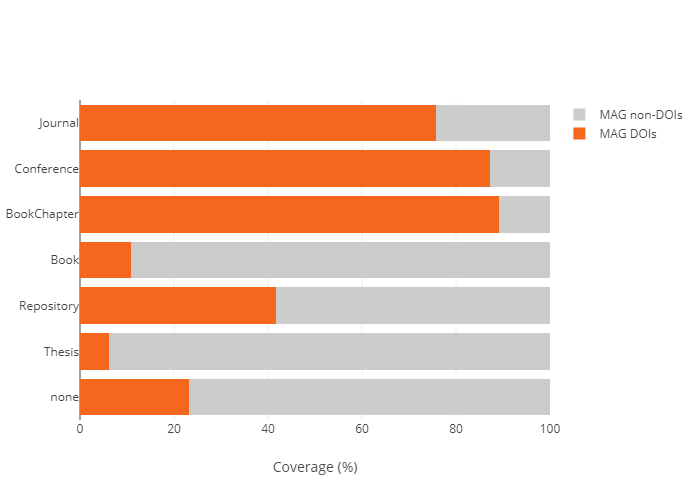 MAG non-DOIs
MAG DOIs
Journal
Conference
BookChapter
Book
Repository
Thesis
none
0 20 40 60 80 100
Coverage (%)